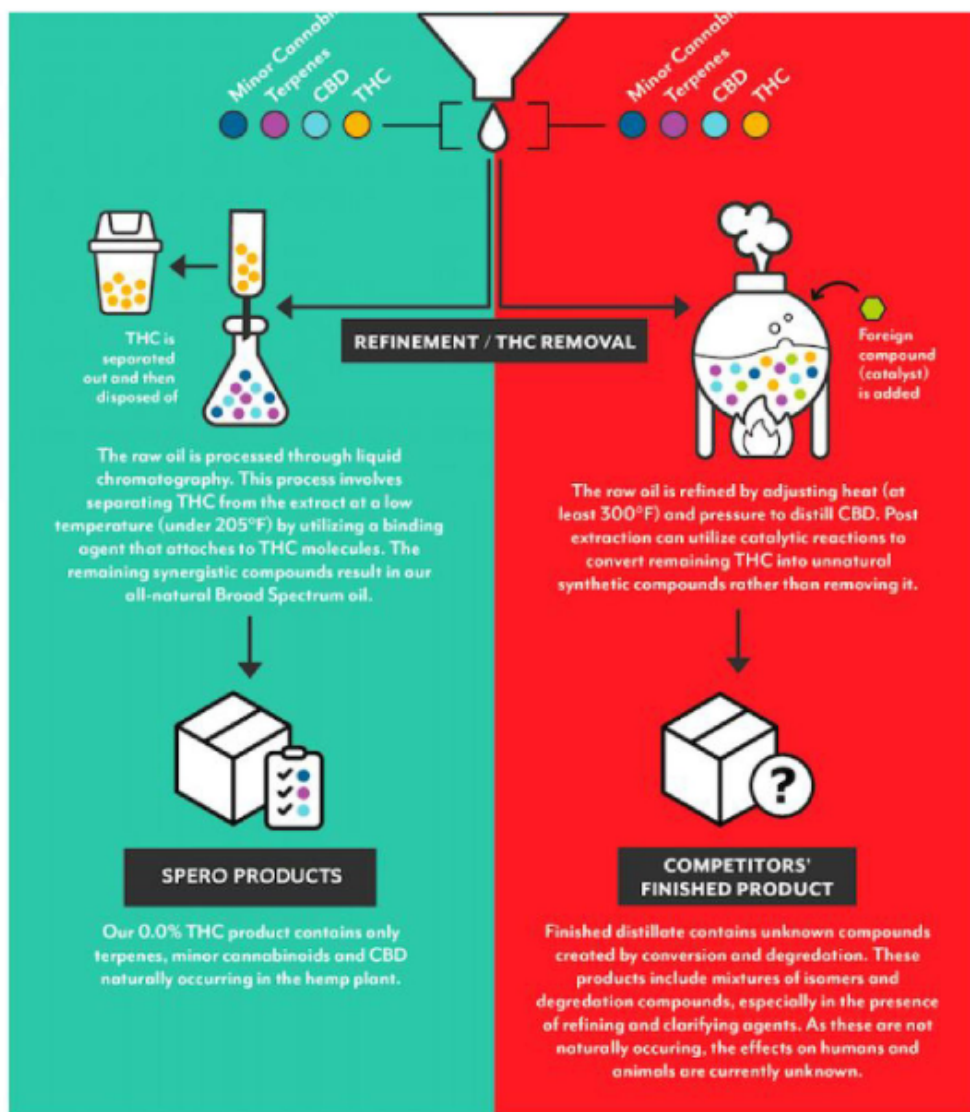 Minor Cannabi
Terpenes
CBD
THC
Minor Cannabin
Terpenes
CBD
THC
THC is
separated
out and then
disposed of
REFINEMENT / THC REMOVAL
Foreign
compound
(catalyst)
is added
The raw oil is processed through liquid
chromatography. This process involves
separating THC from the extract at a low
temperature (under 205°F) by utilizing a
binding agent that attaches to THC molecules. The
remaining synergistic compounds result in our
all-natural Broad Spectrum oil.
The raw oil is refined by adjusting heat (at
least 300°F) and pressure to distill CBD. Post
extraction can utilize catalytic reactions to
convert remaining THC into unnatural
synthetic compounds rather than removing it.
?
SPERO PRODUCTS
COMPETITORS'
FINISHED PRODUCT
Our 0.0% THC product contains only
terpenes, minor cannabinoids and CBD
naturally occurring in the hemp plant.
Finished distillate contains unknown compounds
created by conversion and degredation. These
products include mixtures of isomers and
degredation compounds, especially in the presence
of refining and clarifying agents. As these are not
naturally occuring, the effects on humans and
animals are currently unknown.